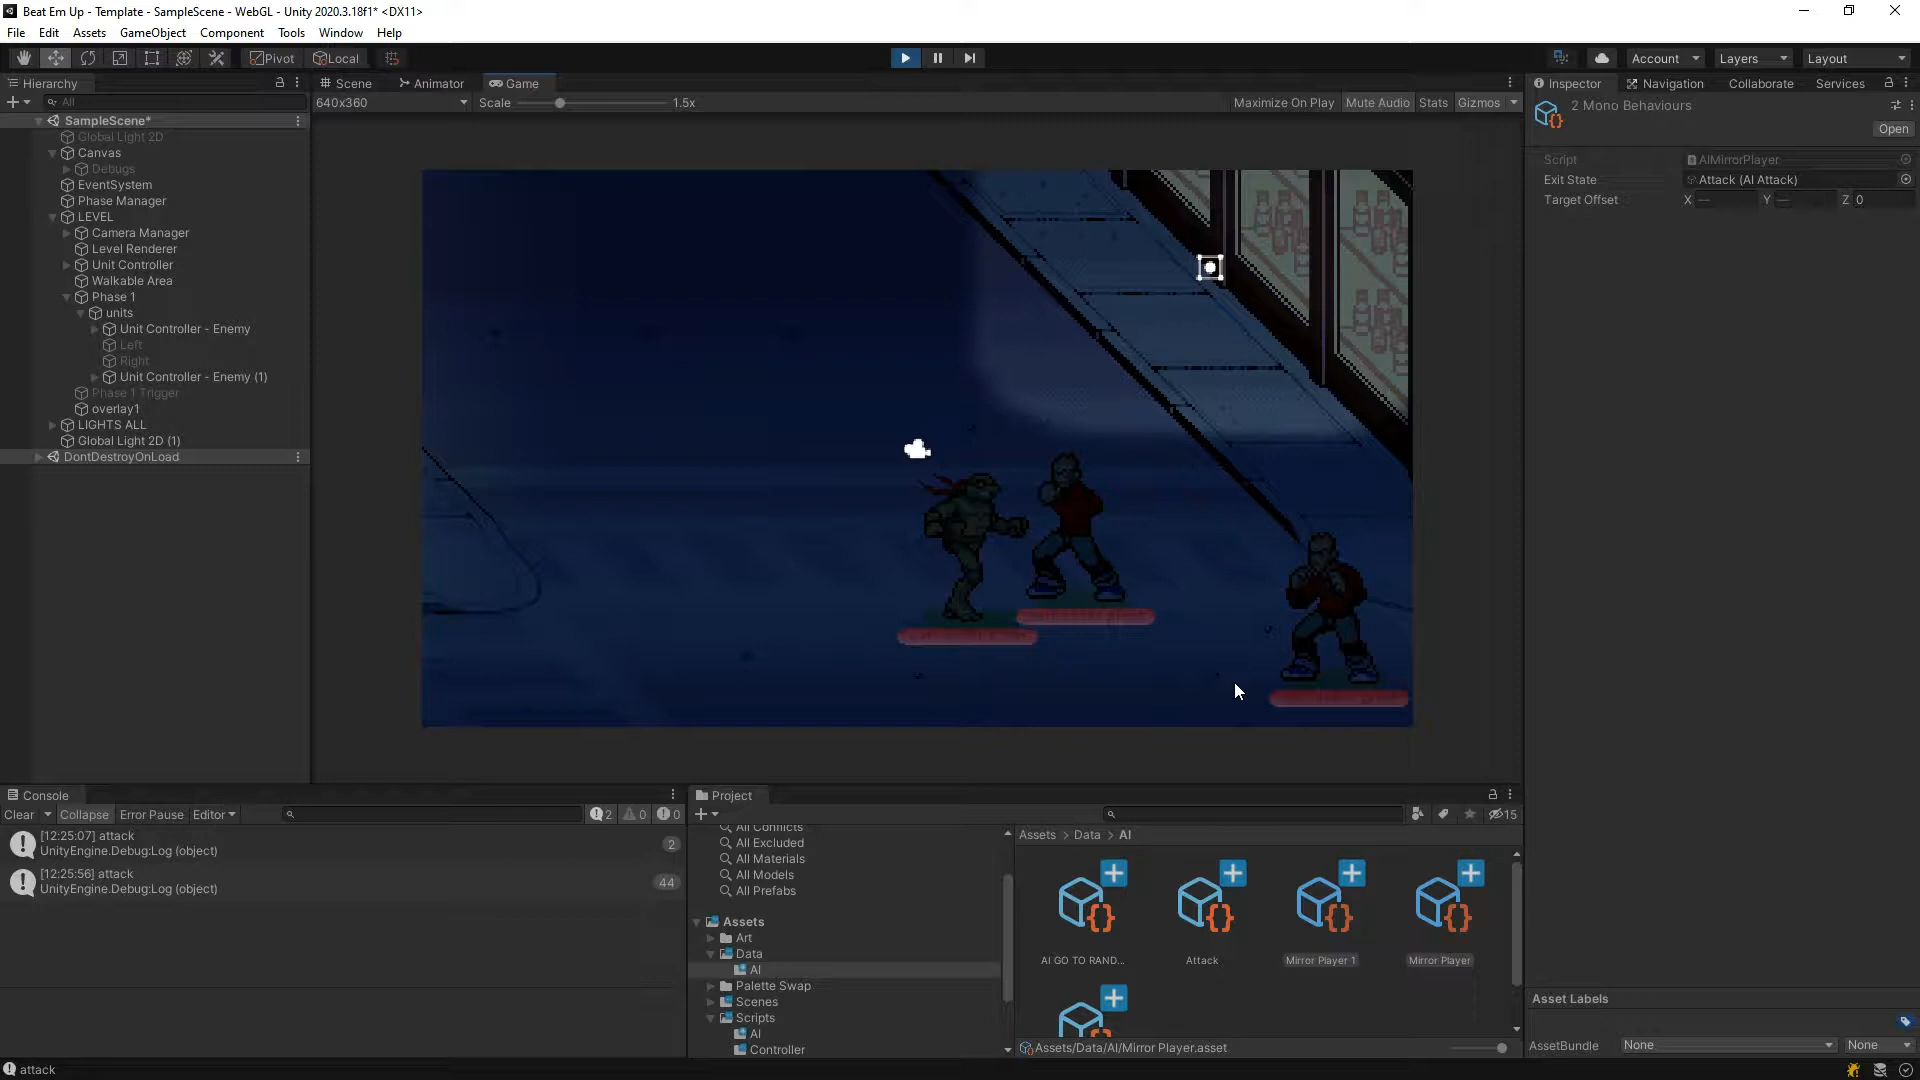 Beat Em Up - Template - SampleScene - WebGL - Unity 2020.3.18f1* <DX11>
File Edit Assets GameObject Component Tools Window Help
Pivot Local Account Layers Layout
Hierarchy
All
SampleScene*
Global Light 2D
Canvas
Debugs
EventSystem
Phase Manager
LEVEL
Camera Manager
Level Renderer
Unit Controller
Walkable Area
Phase 1
units
Unit Controller - Enemy
Left
Right
Unit Controller - Enemy (1)
Phase 1 Trigger
overlay1
LIGHTS ALL
Global Light 2D (1)
DontDestroyOnLoad
Scene Animator Game
640x360 Scale 1.5x Maximize On Play Mute Audio Stats Gizmos
Inspector Navigation Collaborate Services
2 Mono Behaviours
Open
Script AIMirrorPlayer
Exit State Attack (AI Attack)
Target Offset X — Y — Z 0
Console
Clear Collapse Error Pause Editor 2 0 0
[12:25:07] attack
UnityEngine.Debug:Log (object)
2
[12:25:56] attack
UnityEngine.Debug:Log (object)
44
Project
15
All Conflicts
All Excluded
All Materials
All Models
All Prefabs
Assets
Art
Data
AI
Palette Swap
Scenes
Scripts
AI
Controller
Assets > Data > AI
AI GO TO RAND... Attack Mirror Player 1 Mirror Player
Assets/Data/AI/Mirror Player.asset
Asset Labels
AssetBundle None None
attack